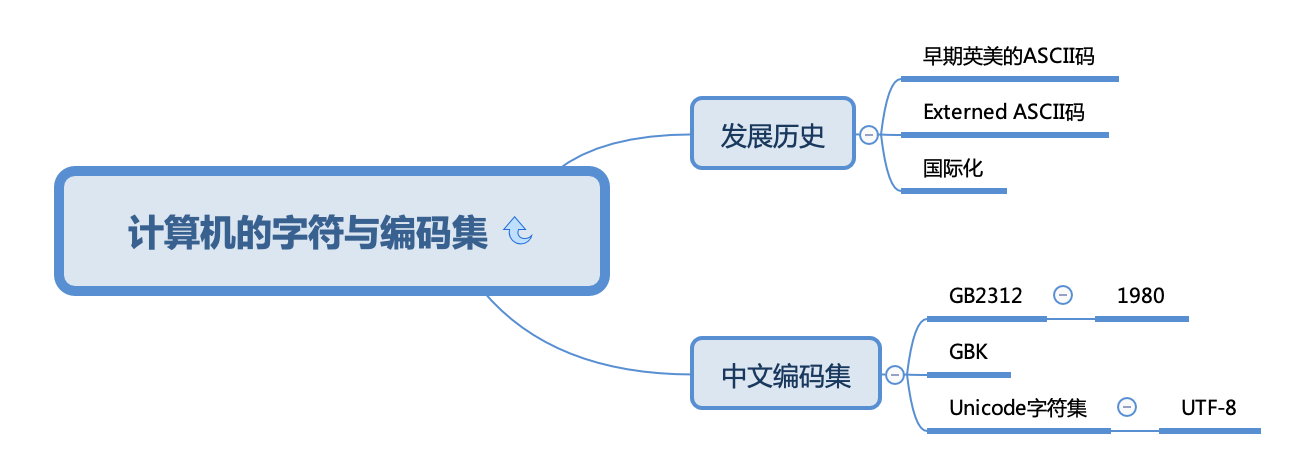 计算机的字符与编码集
发展历史
早期英美的ASCII码
Externed ASCII码
国际化
中文编码集
GB2312
1980
GBK
Unicode字符集
UTF-8